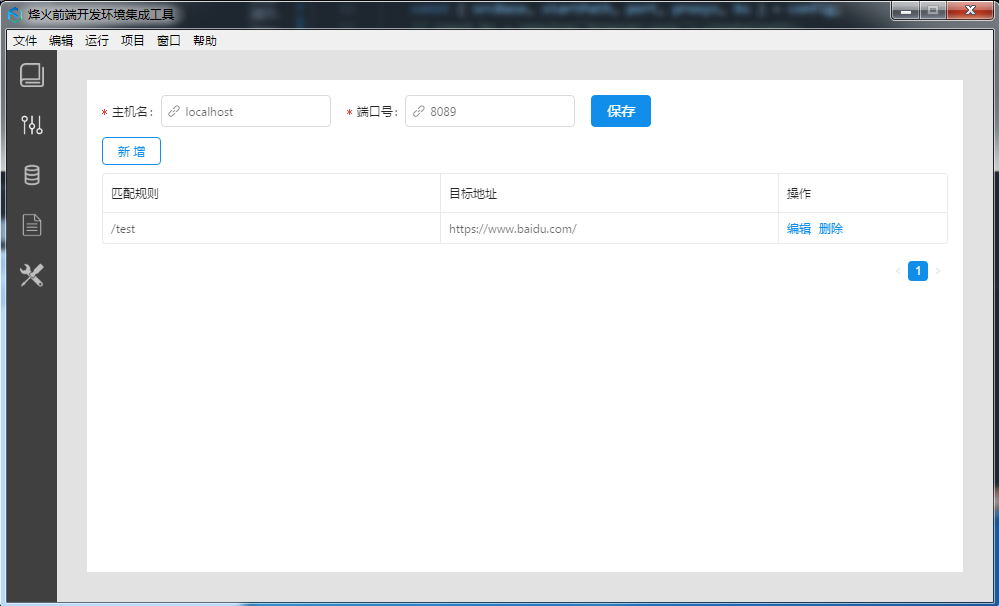 烽火前端开发环境集成工具
文件 编辑 运行 项目 窗口 帮助
* 主机名: localhost * 端口号: 8089 保存
新 增
匹配规则 目标地址 操作
/test https://www.baidu.com/ 编辑 删除
< 1 >